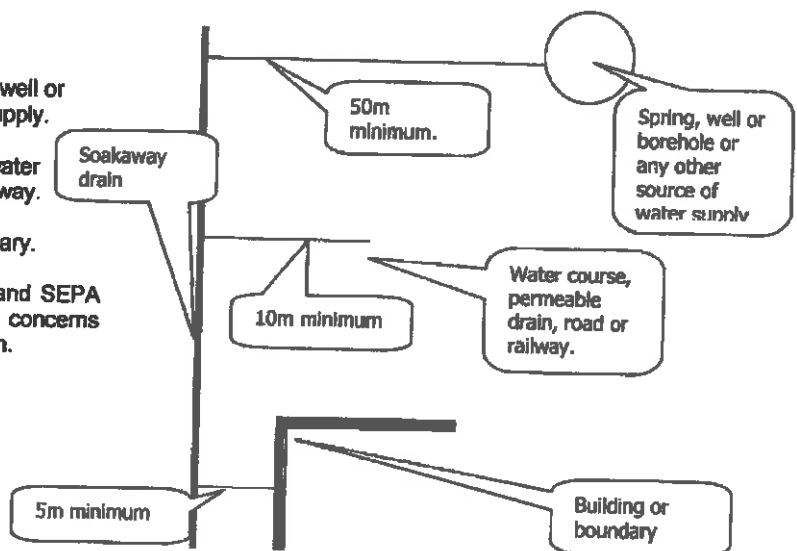 well or
upply.
ater
way.
ary.
and SEPA
concerns
n.
50m
minimum.
Spring, well or
borehole or
any other
source of
water supply
Soakaway
drain
10m minimum
Water course,
permeable
drain, road or
railway.
5m minimum
Building or
boundary